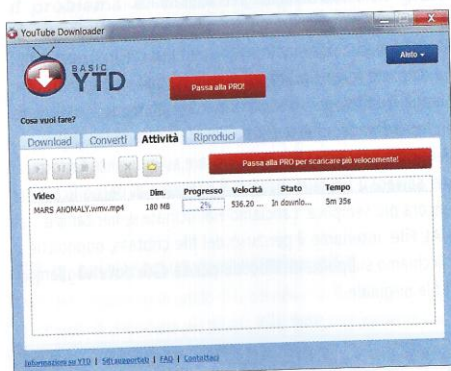 YouTube Downloader
BASIC
YTD
Passa alla PRO!
Aiuto
Cosa vuoi fare?
Download Converti Attività Riproduci
Passa alla PRO per scaricare più velocemente!
Video Dim. Progresso Velocità Stato Tempo
MARS ANOMALY.wmv.mp4 180 MB 2% 536.20 ... In downlo... 5m 35s
Informazioni su YTD | Siti supportati | FAQ | Contattaci